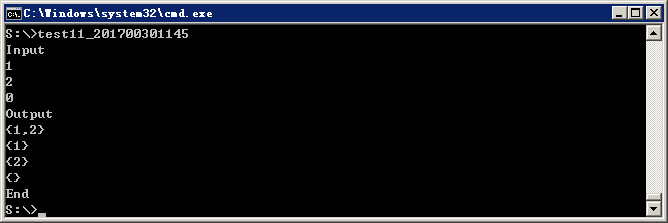 C:\Windows\system32\cmd.exe
S:\>test11_201700301145
Input
1
2
0
Output
{1,2}
{1}
{2}
{}
End
S:\>